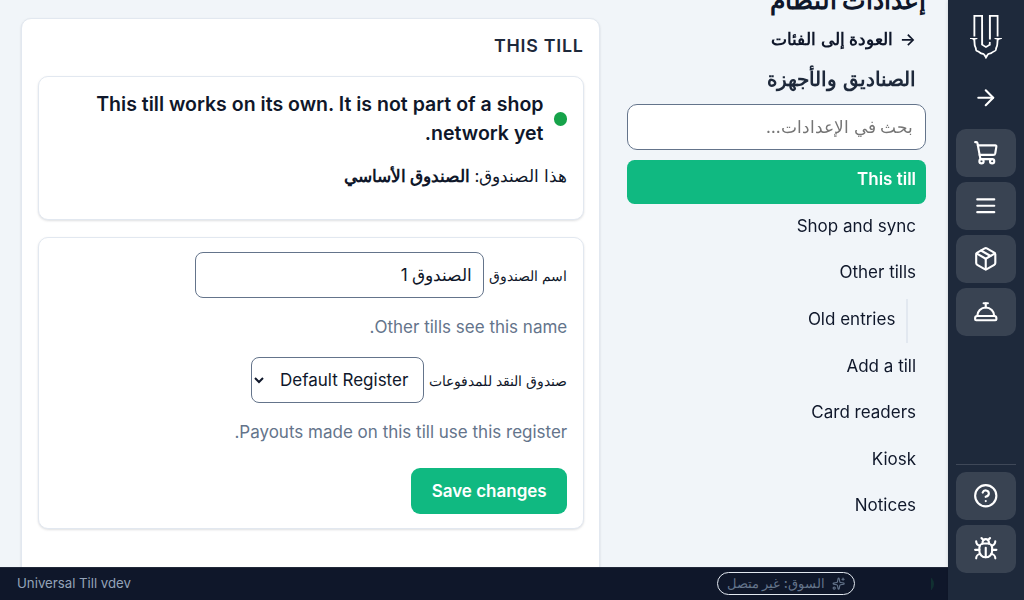 إعدادات النظام
العودة إلى الفئات
الصناديق والأجهزة
بحث في الإعدادات...
This till
Shop and sync
Other tills
Old entries
Add a till
Card readers
Kiosk
Notices
THIS TILL
This till works on its own. It is not part of a shop
network yet.
هذا الصندوق: الصندوق الأساسي
اسم الصندوق
الصندوق 1
Other tills see this name.
صندوق النقد للمدفوعات
Default Register
Payouts made on this till use this register.
Save changes
السوق: غير متصل
Universal Till vdev